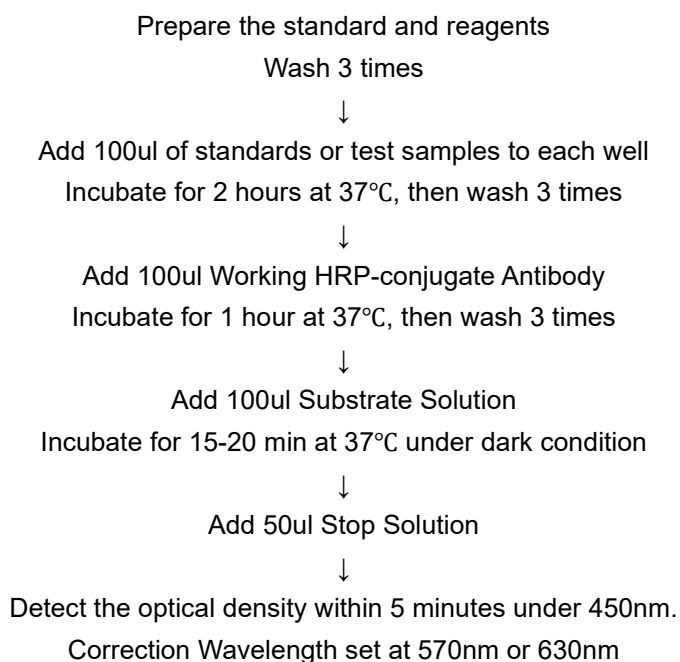 Prepare the standard and reagents
Wash 3 times
↓
Add 100ul of standards or test samples to each well
Incubate for 2 hours at 37℃, then wash 3 times
↓
Add 100ul Working HRP-conjugate Antibody
Incubate for 1 hour at 37℃, then wash 3 times
↓
Add 100ul Substrate Solution
Incubate for 15-20 min at 37℃ under dark condition
↓
Add 50ul Stop Solution
↓
Detect the optical density within 5 minutes under 450nm.
Correction Wavelength set at 570nm or 630nm